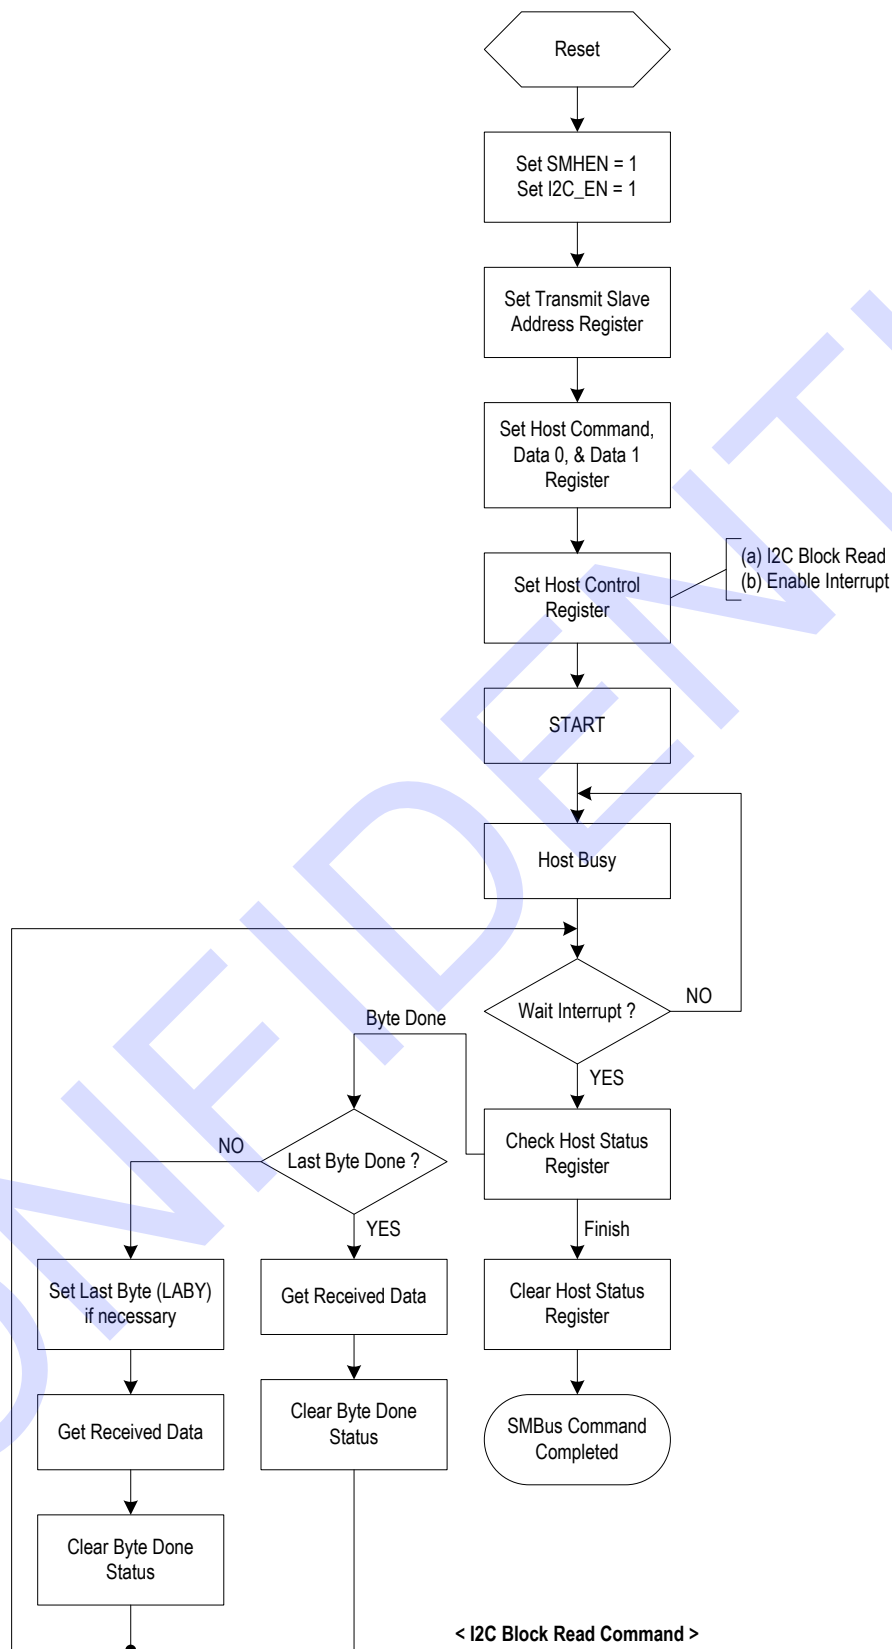 Reset
Set SMHEN = 1
Set I2C_EN = 1
Set Transmit Slave
Address Register
Set Host Command,
Data 0, & Data 1
Register
Set Host Control
Register
(a) I2C Block Read
(b) Enable Interrupt
START
Host Busy
Wait Interrupt ?
NO
Byte Done
YES
Check Host Status
Register
Last Byte Done ?
NO
YES
Finish
Set Last Byte (LABY)
if necessary
Get Received Data
Clear Host Status
Register
Get Received Data
Clear Byte Done
Status
SMBus Command
Completed
Clear Byte Done
Status
< I2C Block Read Command >
ONFIDENTI